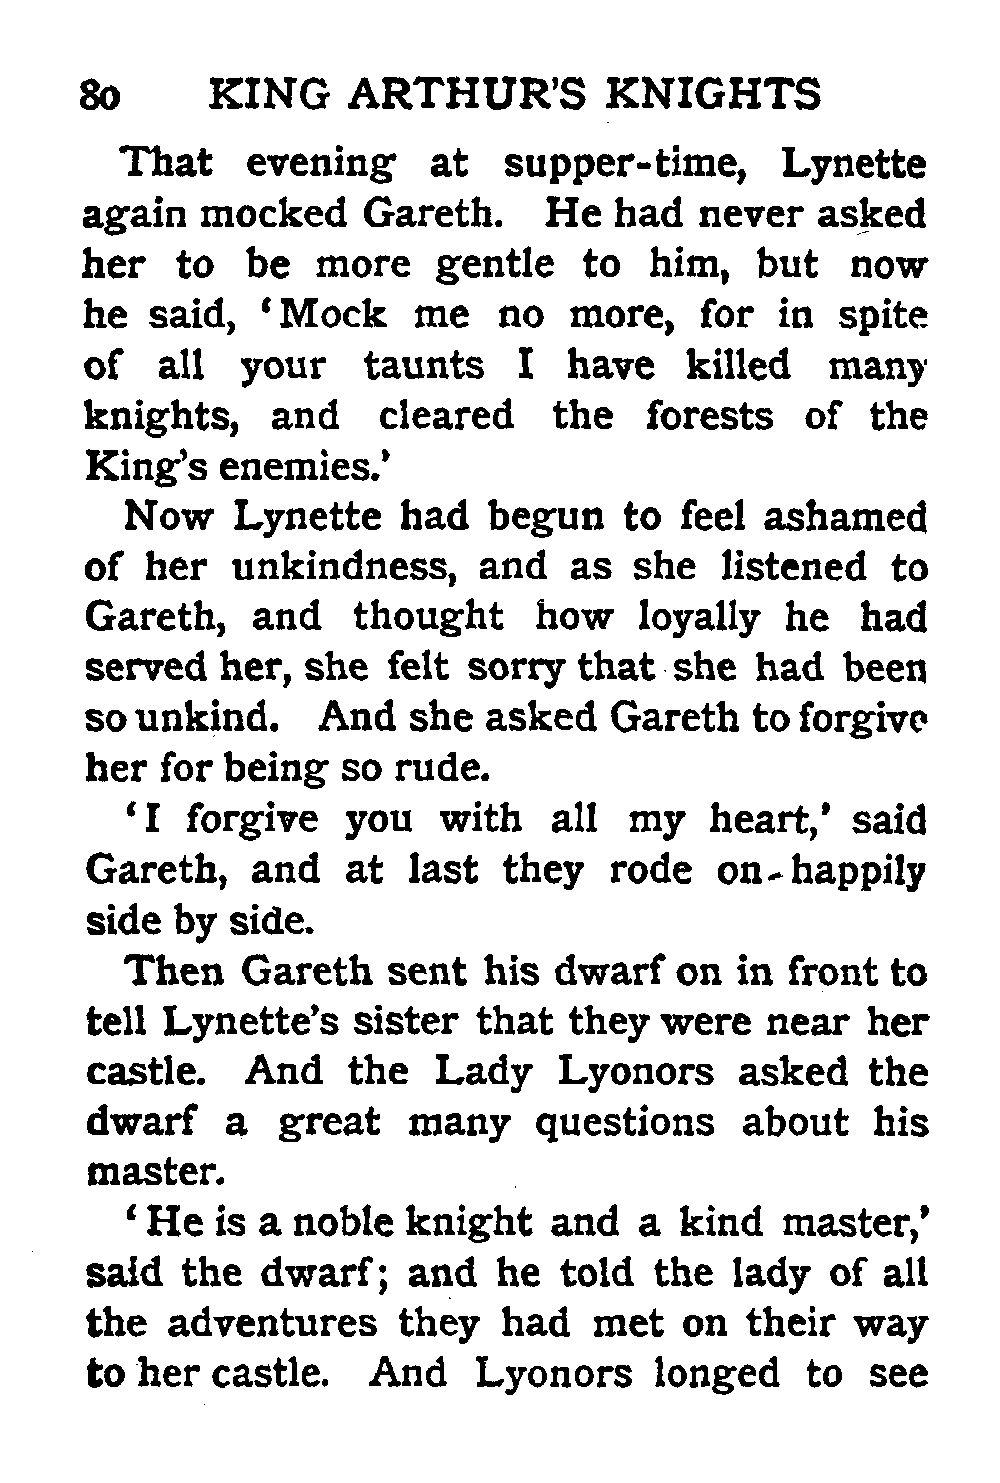 80 KING ARTHUR'S KNIGHTS
That evening at supper-time, Lynette
again mocked Gareth. He had never asked
her to be more gentle to him, but now
he said, ‘Mock me no more, for in spite
of all your taunts I have killed many
knights, and cleared the forests of the
King's enemies.’
Now Lynette had begun to feel ashamed
of her unkindness, and as she listened to
Gareth, and thought how loyally he had
served her, she felt sorry that she had been
so unkind. And she asked Gareth to forgive
her for being so rude.
‘I forgive you with all my heart,’ said
Gareth, and at last they rode on happily
side by side.
Then Gareth sent his dwarf on in front to
tell Lynette's sister that they were near her
castle. And the Lady Lyonors asked the
dwarf a great many questions about his
master.
‘He is a noble knight and a kind master,’
said the dwarf; and he told the lady of all
the adventures they had met on their way
to her castle. And Lyonors longed to see